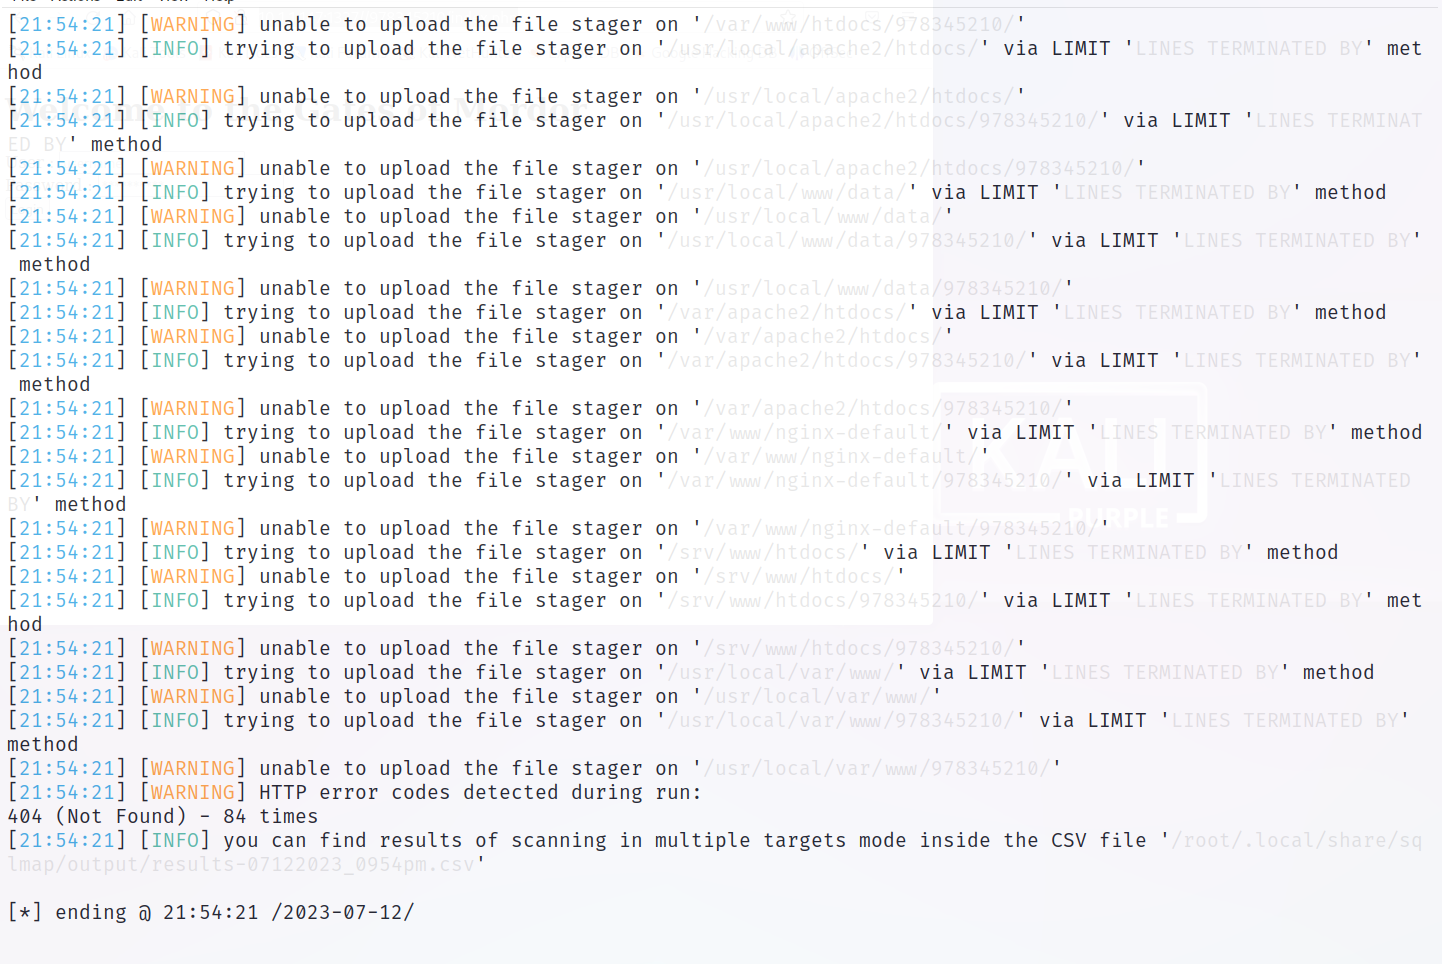 [21:54:21] [WARNING] unable to upload the file stager on '/var/www/htdocs/978345210/'
[21:54:21] [INFO] trying to upload the file stager on '/usr/local/apache2/htdocs/' via LIMIT 'LINES TERMINATED BY' met
hod
[21:54:21] [WARNING] unable to upload the file stager on '/usr/local/apache2/htdocs/'
Welcome to the Gates of Mordor
[21:54:21] [INFO] trying to upload the file stager on '/usr/local/apache2/htdocs/978345210/' via LIMIT 'LINES TERMINAT
ED BY' method
[21:54:21] [WARNING] unable to upload the file stager on '/usr/local/apache2/htdocs/978345210/'
[21:54:21] [INFO] trying to upload the file stager on '/usr/local/www/data/' via LIMIT 'LINES TERMINATED BY' method
[21:54:21] [WARNING] unable to upload the file stager on '/usr/local/www/data/'
[21:54:21] [INFO] trying to upload the file stager on '/usr/local/www/data/978345210/' via LIMIT 'LINES TERMINATED BY'
method
[21:54:21] [WARNING] unable to upload the file stager on '/usr/local/www/data/978345210/'
[21:54:21] [INFO] trying to upload the file stager on '/var/apache2/htdocs/' via LIMIT 'LINES TERMINATED BY' method
[21:54:21] [WARNING] unable to upload the file stager on '/var/apache2/htdocs/'
[21:54:21] [INFO] trying to upload the file stager on '/var/apache2/htdocs/978345210/' via LIMIT 'LINES TERMINATED BY'
method
[21:54:21] [WARNING] unable to upload the file stager on '/var/apache2/htdocs/978345210/'
[21:54:21] [INFO] trying to upload the file stager on '/var/www/nginx-default/' via LIMIT 'LINES TERMINATED BY' method
[21:54:21] [WARNING] unable to upload the file stager on '/var/www/nginx-default/'
KALI
[21:54:21] [INFO] trying to upload the file stager on '/var/www/nginx-default/978345210/' via LIMIT 'LINES TERMINATED
BY' method
PURPLE
[21:54:21] [WARNING] unable to upload the file stager on '/var/www/nginx-default/978345210/'
[21:54:21] [INFO] trying to upload the file stager on '/srv/www/htdocs/' via LIMIT 'LINES TERMINATED BY' method
[21:54:21] [WARNING] unable to upload the file stager on '/srv/www/htdocs/'
[21:54:21] [INFO] trying to upload the file stager on '/srv/www/htdocs/978345210/' via LIMIT 'LINES TERMINATED BY' met
hod
[21:54:21] [WARNING] unable to upload the file stager on '/srv/www/htdocs/978345210/'
[21:54:21] [INFO] trying to upload the file stager on '/usr/local/var/www/' via LIMIT 'LINES TERMINATED BY' method
[21:54:21] [WARNING] unable to upload the file stager on '/usr/local/var/www/'
[21:54:21] [INFO] trying to upload the file stager on '/usr/local/var/www/978345210/' via LIMIT 'LINES TERMINATED BY'
method
[21:54:21] [WARNING] unable to upload the file stager on '/usr/local/var/www/978345210/'
[21:54:21] [WARNING] HTTP error codes detected during run:
404 (Not Found) - 84 times
[21:54:21] [INFO] you can find results of scanning in multiple targets mode inside the CSV file '/root/.local/share/sq
lmap/output/results-07122023_0954pm.csv'
[*] ending @ 21:54:21 /2023-07-12/